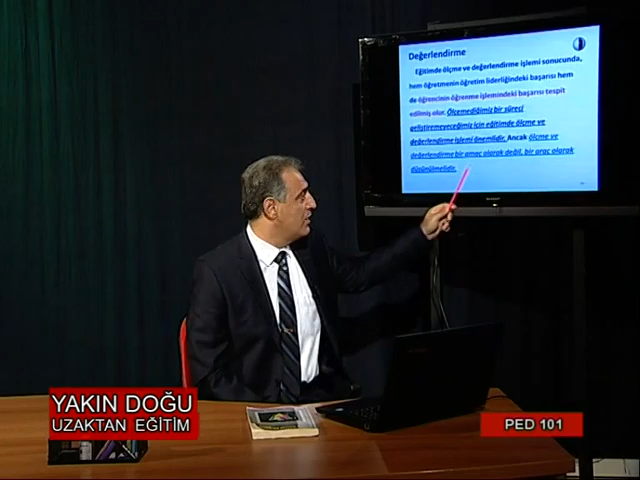 Değerlendirme
Eğitimde ölçme ve değerlendirme işlemi sonucunda,
hem öğretmenin öğretim liderliğindeki başarısı hem
de öğrencinin öğrenme işlemindeki başarısı tespit
edilmiş olur. Ölçemediğimiz bir süreci
geliştiremeyeceğimiz için eğitimde ölçme ve
değerlendirme işlemi önemlidir. Ancak ölçme ve
değerlendirme bir amaç olarak değil, bir araç olarak
düşünülmelidir.
YAKIN DOĞU
UZAKTAN EĞİTİM
PED 101